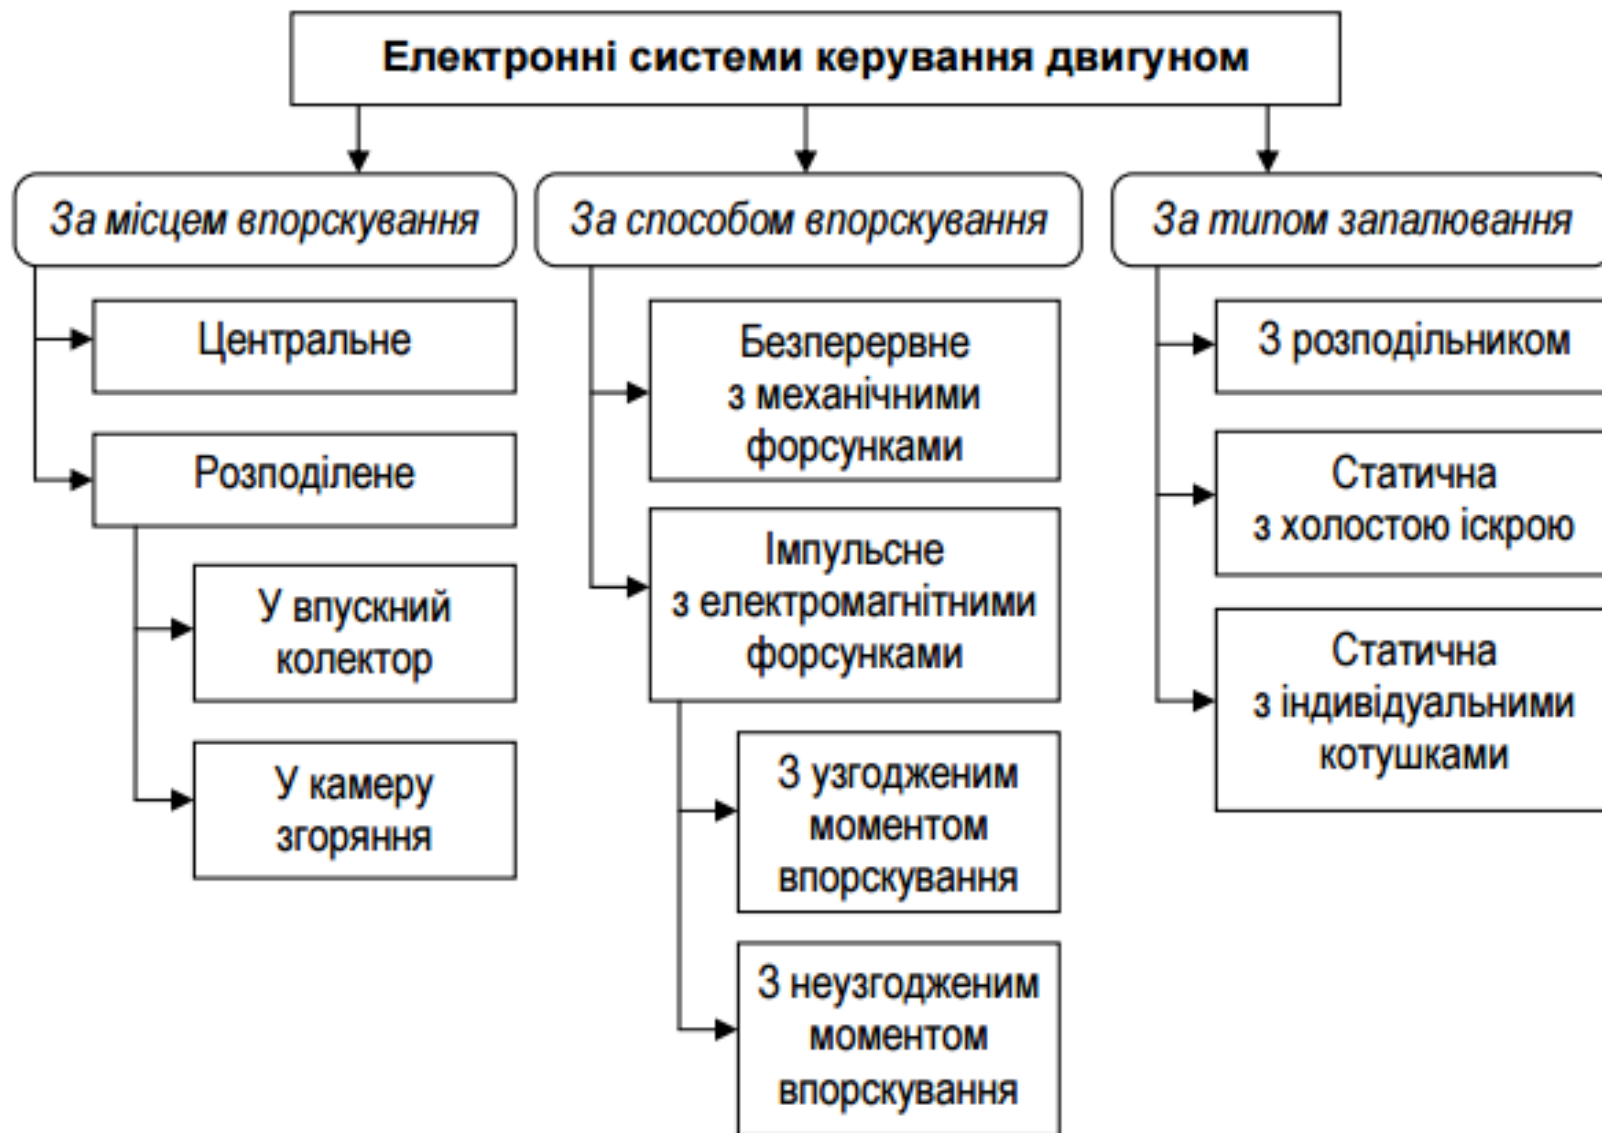 Електронні системи керування двигуном
За місцем впорскування
Центральне
Розподілене
У впускний
колектор
У камеру
згоряння
За способом впорскування
Безперервне
з механічними
форсунками
Імпульсне
з електромагнітними
форсунками
З узгодженим
моментом
впорскування
З неузгодженим
моментом
впорскування
За типом запалювання
З розподільником
Статична
з холостою іскрою
Статична
з індивідуальними
котушками